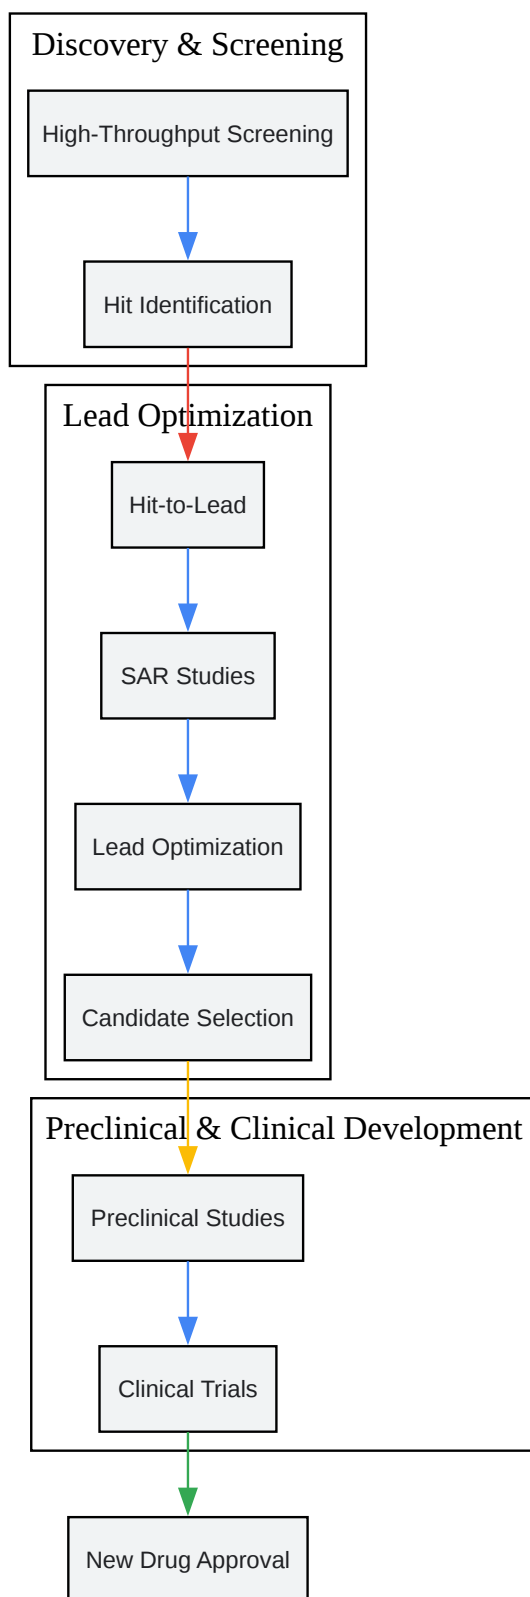 Discovery & Screening
High-Throughput Screening
Hit Identification
Lead Optimization
Hit-to-Lead
SAR Studies
Lead Optimization
Candidate Selection
Preclinical & Clinical Development
Preclinical Studies
Clinical Trials
New Drug Approval